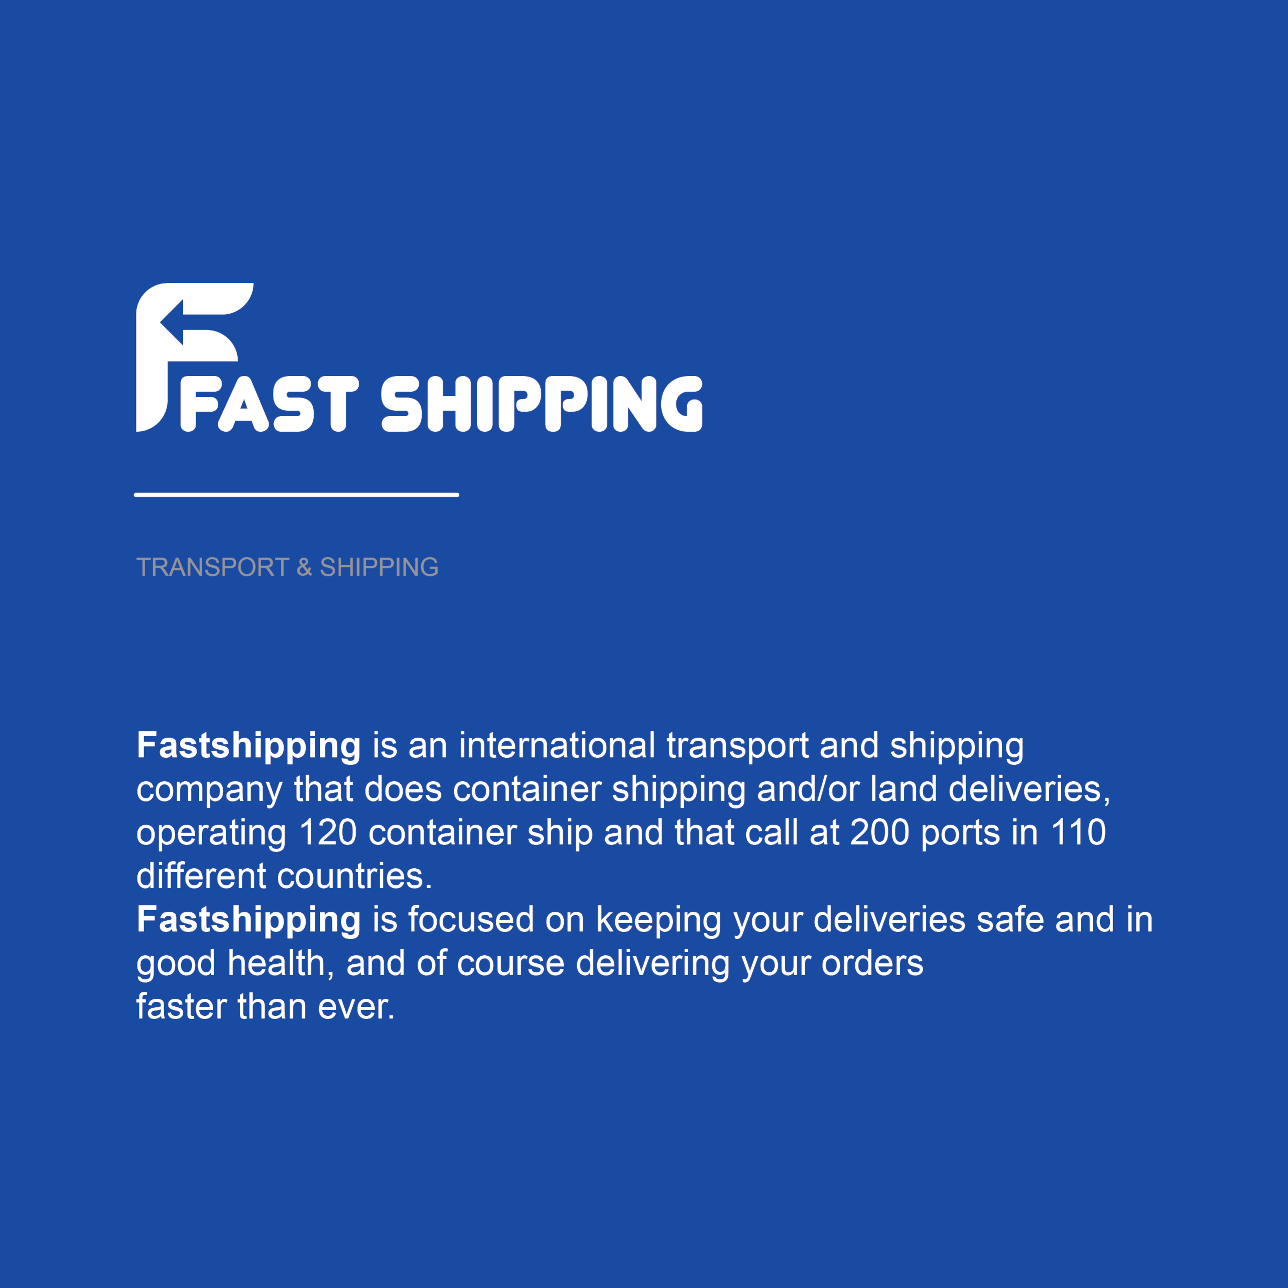 FAST SHIPPING
TRANSPORT & SHIPPING
Fastshipping is an international transport and shipping
company that does container shipping and/or land deliveries,
operating 120 container ship and that call at 200 ports in 110
different countries.
Fastshipping is focused on keeping your deliveries safe and in
good health, and of course delivering your orders
faster than ever.